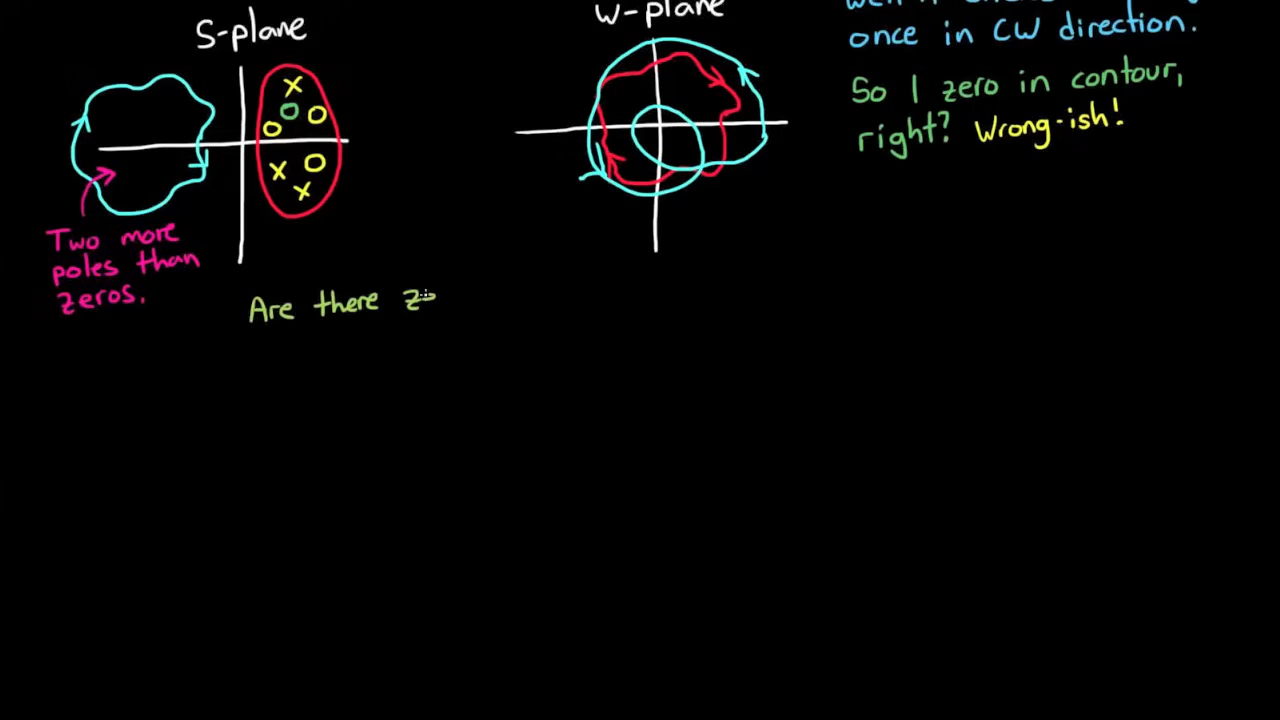 S-plane
W-plane
once in CW direction.
So 1 zero in contour,
right? Wrong-ish!
Two more
poles than
zeros.
Are there